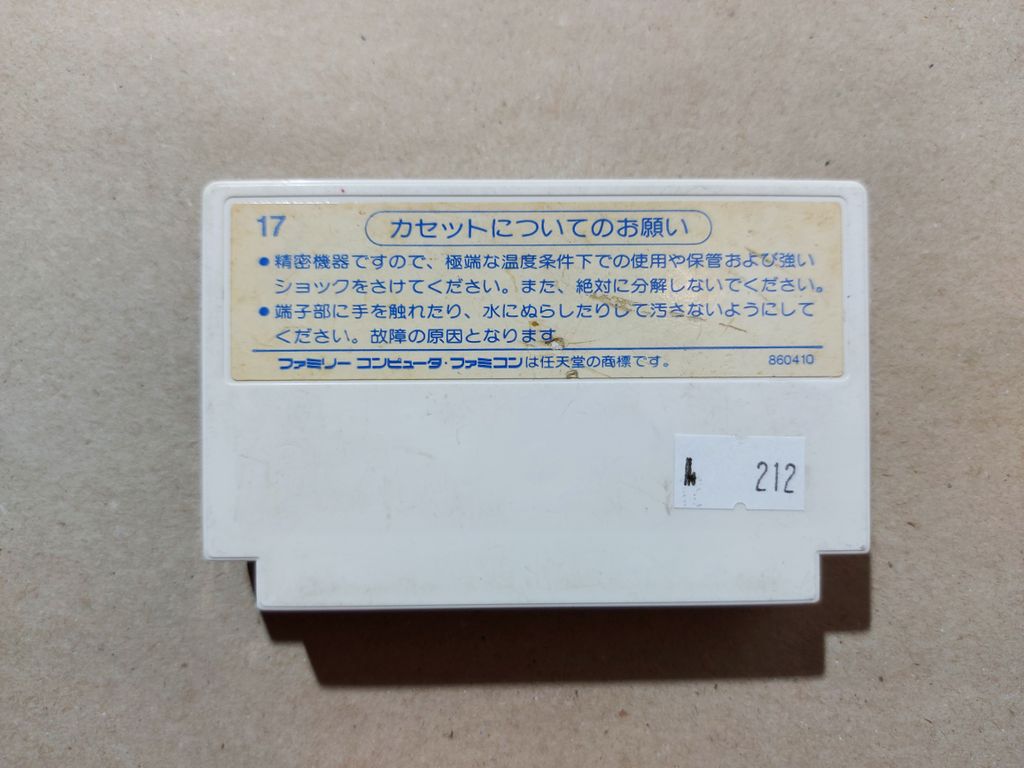 17
カセットについてのお願い
●精密機器ですので、極端な温度条件下での使用や保管および強い
ショックをさけてください。また、絶対に分解しないでください。
●端子部に手を触れたり、水にぬらしたりして汚さないようにして
ください。故障の原因となります。
ファミリー コンピュータ・ファミコンは任天堂の商標です。 860410
212